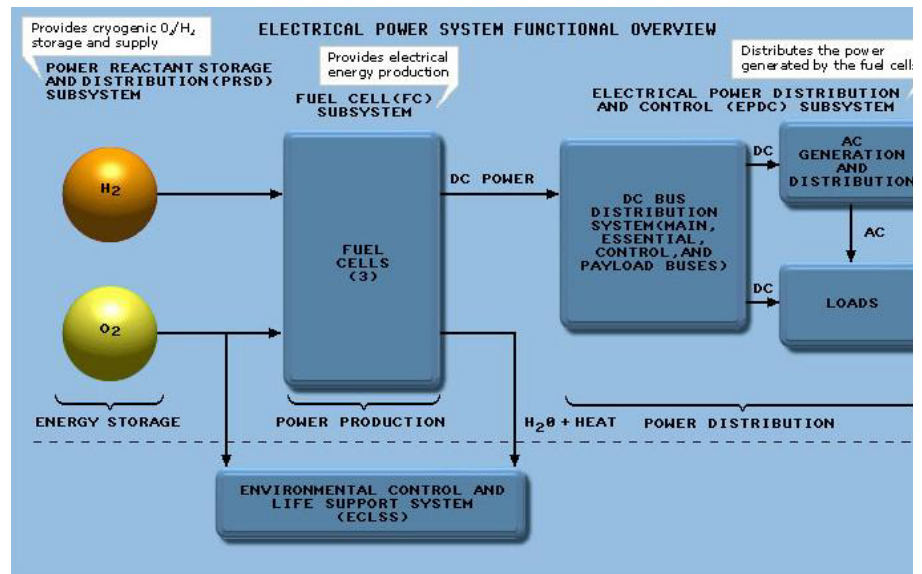 Provides cryogenic O₂/H₂
storage and supply
ELECTRICAL POWER SYSTEM FUNCTIONAL OVERVIEW
Provides electrical
energy production
Distributes the power
generated by the fuel cells
POWER REACTANT STORAGE
AND DISTRIBUTION(PRSD)
SUBSYSTEM
FUEL CELL(FC)
SUBSYSTEM
ELECTRICAL POWER DISTRIBUTION
AND CONTROL (EPDC) SUBSYSTEM
H₂
O₂
FUEL
CELLS
(3)
DC POWER
DC BUS
DISTRIBUTION
SYSTEM(MAIN,
ESSENTIAL,
CONTROL,AND
PAYLOAD BUSES)
DC
AC
GENERATION
AND
DISTRIBUTION
AC
DC
LOADS
ENERGY STORAGE
POWER PRODUCTION
H₂0 + HEAT
POWER DISTRIBUTION
ENVIRONMENTAL CONTROL AND
LIFE SUPPORT SYSTEM
(ECLSS)